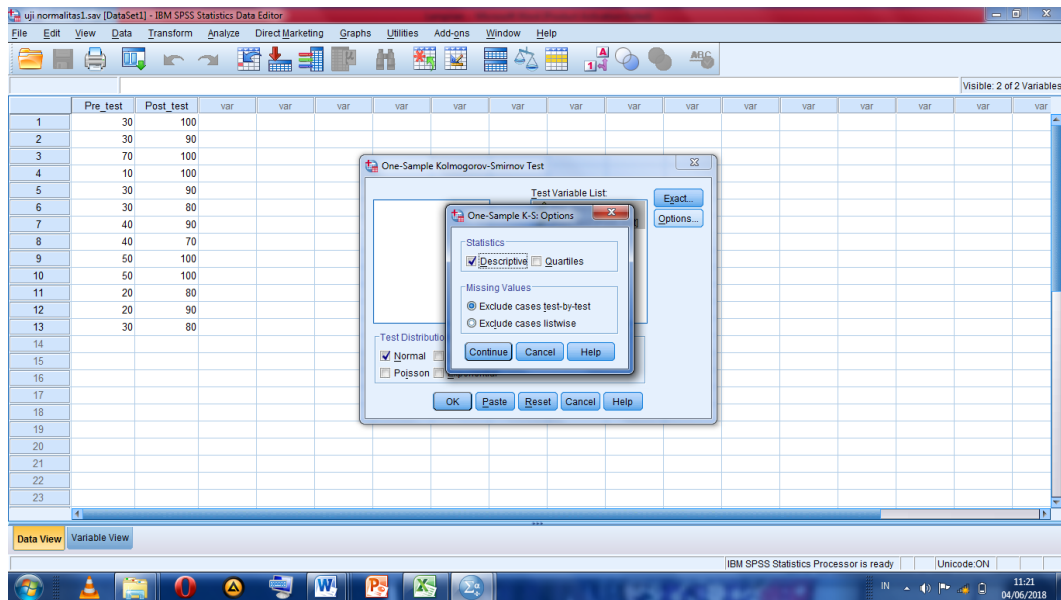 uji normalitas1.sav [DataSet1] - IBM SPSS Statistics Data Editor
File Edit View Data Transform Analyze Direct Marketing Graphs Utilities Add-ons Window Help
Visible: 2 of 2 Variables
Pre_test Post_test var var var var var var var var var var var var var
1 30 100
2 30 90
3 70 100
4 10 100
5 30 90
6 30 80
7 40 90
8 40 70
9 50 100
10 50 100
11 20 80
12 20 90
13 30 80
14
15
16
17
18
19
20
21
22
23
One-Sample Kolmogorov-Smirnov Test
Test Variable List:
Exact...
Options...
Test Distributio
Normal
Poisson
OK Paste Reset Cancel Help
One-Sample K-S: Options
Statistics
Descriptive Quartiles
Missing Values
Exclude cases test-by-test
Exclude cases listwise
Continue Cancel Help
Data View Variable View
IBM SPSS Statistics Processor is ready Unicode:ON
IN 11:21
04/06/2018